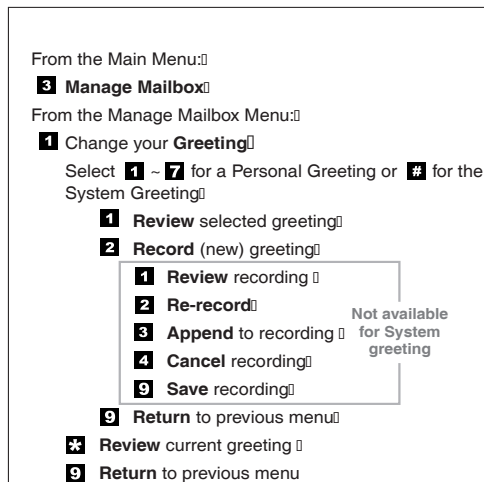 From the Main Menu:
3 Manage Mailbox
From the Manage Mailbox Menu:
1 Change your Greeting
Select 1 ~ 7 for a Personal Greeting or # for the
System Greeting
1 Review selected greeting
2 Record (new) greeting
1 Review recording
2 Re-record
3 Append to recording
4 Cancel recording
9 Save recording
Not available
for System
greeting
9 Return to previous menu
* Review current greeting
9 Return to previous menu